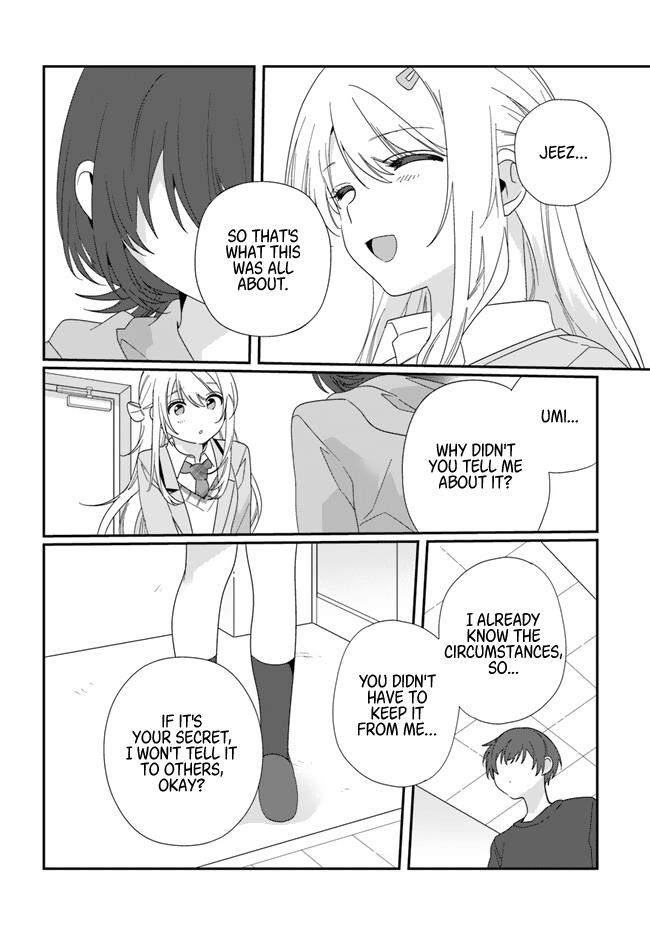 JEEZ...
SO THAT'S
WHAT THIS
WAS ALL
ABOUT.
UMI...
WHY DIDN'T
YOU TELL ME
ABOUT IT?
I ALREADY
KNOW THE
CIRCUMSTANCES,
SO...
YOU DIDN'T
HAVE TO
KEEP IT
FROM ME...
IF IT'S
YOUR SECRET,
I WON'T TELL IT
TO OTHERS,
OKAY?